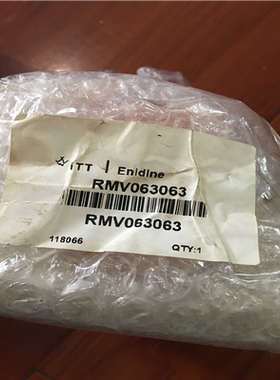 ITT | Enidine
RMV063063
RMV063063
118066
QTY:1